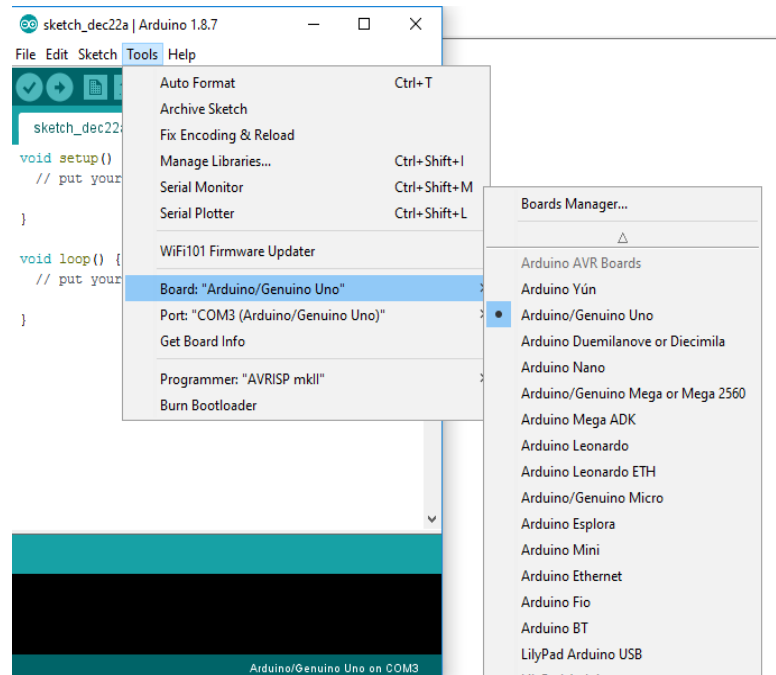 sketch_dec22a | Arduino 1.8.7
File Edit Sketch Tools Help
sketch_dec22a
void setup()
// put your
}
void loop() {
// put your
}
Auto Format Ctrl+T
Archive Sketch
Fix Encoding & Reload
Manage Libraries... Ctrl+Shift+I
Serial Monitor Ctrl+Shift+M
Serial Plotter Ctrl+Shift+L
WiFi101 Firmware Updater
Board: "Arduino/Genuino Uno"
Port: "COM3 (Arduino/Genuino Uno)"
Get Board Info
Programmer: "AVRISP mkII"
Burn Bootloader
Boards Manager...
Arduino AVR Boards
Arduino Yún
Arduino/Genuino Uno
Arduino Duemilanove or Diecimila
Arduino Nano
Arduino/Genuino Mega or Mega 2560
Arduino Mega ADK
Arduino Leonardo
Arduino Leonardo ETH
Arduino/Genuino Micro
Arduino Esplora
Arduino Mini
Arduino Ethernet
Arduino Fio
Arduino BT
LilyPad Arduino USB
Arduino/Genuino Uno on COM3